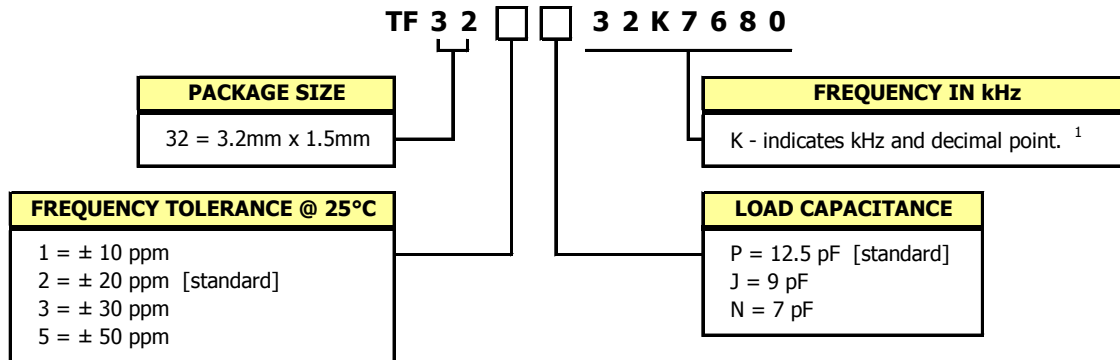 TF 3 2 3 2 K 7 6 8 0
PACKAGE SIZE
32 = 3.2mm x 1.5mm
FREQUENCY IN kHz
K - indicates kHz and decimal point. 1
FREQUENCY TOLERANCE @ 25°C
1 = ± 10 ppm
2 = ± 20 ppm [standard]
3 = ± 30 ppm
5 = ± 50 ppm
LOAD CAPACITANCE
P = 12.5 pF [standard]
J = 9 pF
N = 7 pF